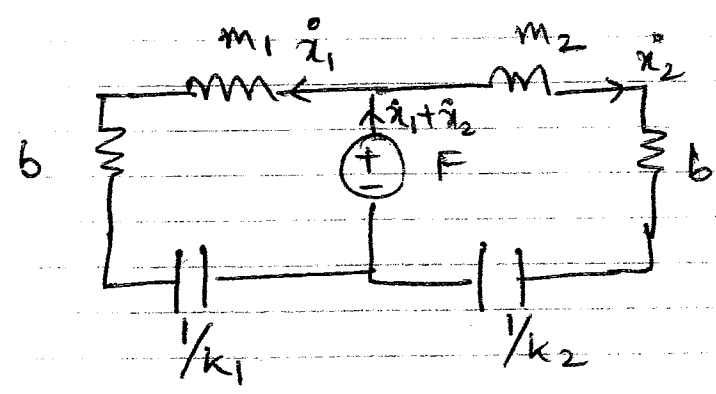 m₁ ẋ₁ m₂ ẋ₂
ẋ₁+ẋ₂
b + F b
−
1/k₁ 1/k₂